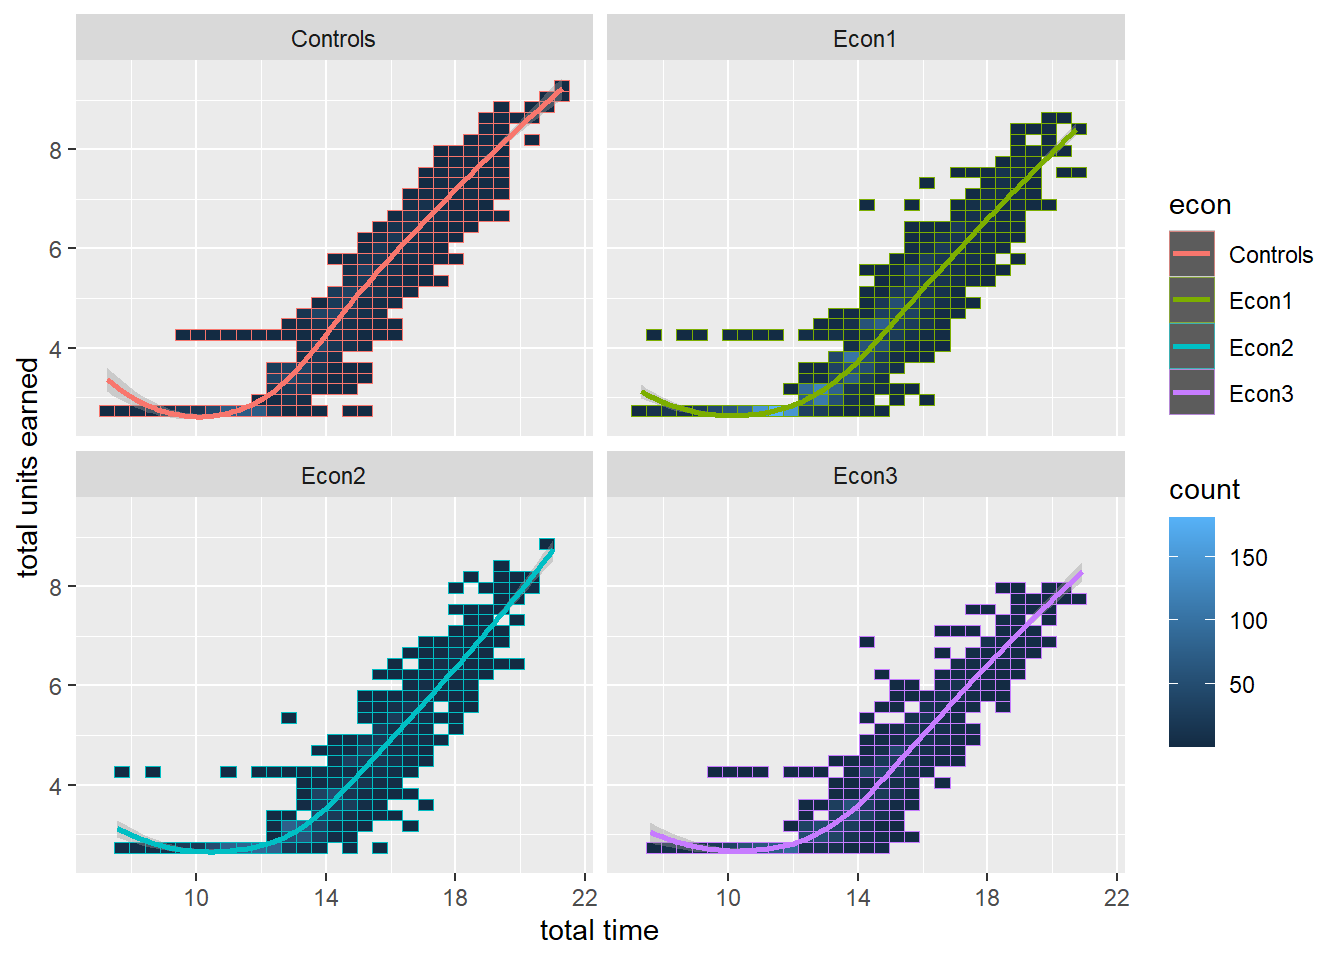 Controls
Econ1
8
6
4
Econ2
Econ3
8
6
4
10
14
18
22
10
14
18
22
total time
total units earned
econ
Controls
Econ1
Econ2
Econ3
count
150
100
50